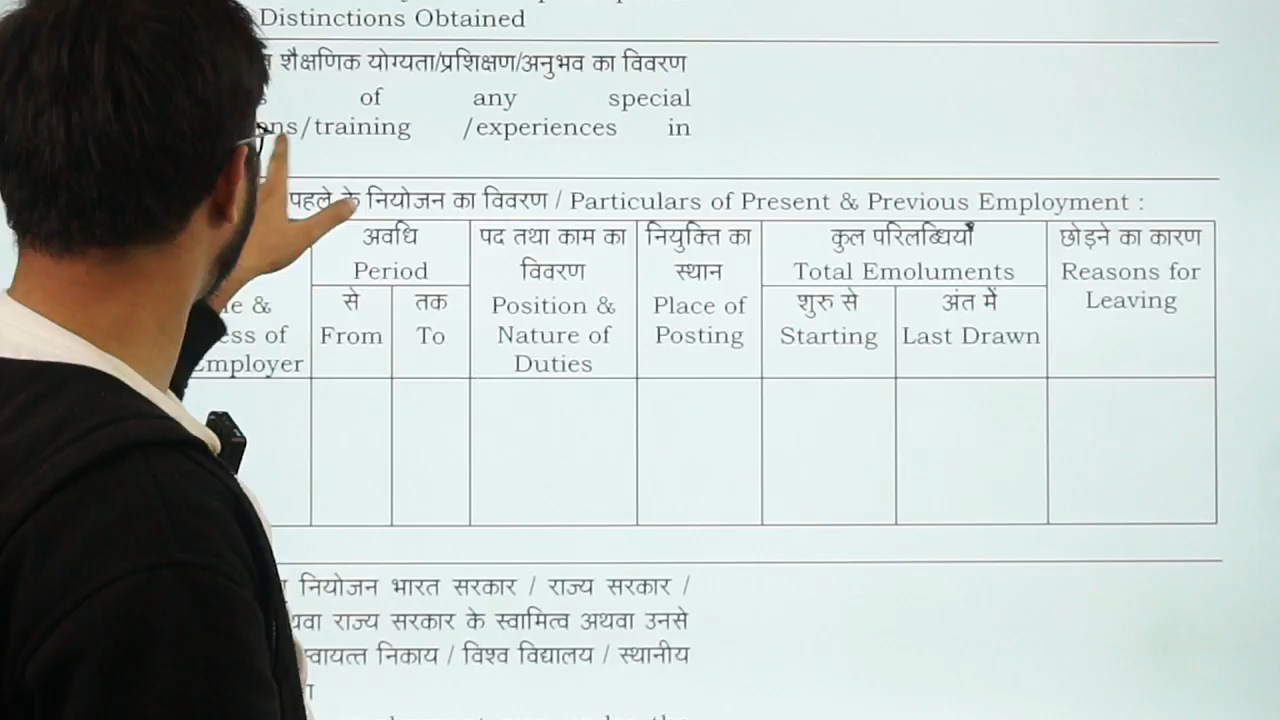 Distinctions Obtained
शैक्षणिक योग्यता/प्रशिक्षण/अनुभव का विवरण
of any special
/training /experiences in
पहले के नियोजन का विवरण / Particulars of Present & Previous Employment :
अवधि
Period
पद तथा काम का
विवरण
Position &
Nature of
Duties
नियुक्ति का
स्थान
Place of
Posting
कुल परिलब्धियाँ
Total Emoluments
छोड़ने का कारण
Reasons for
Leaving
&
of
Employer
से
From
तक
To
शुरु से
Starting
अंत में
Last Drawn
नियोजन भारत सरकार / राज्य सरकार /
राज्य सरकार के स्वामित्व अथवा उनसे
निकाय / विश्व विद्यालय / स्थानीय